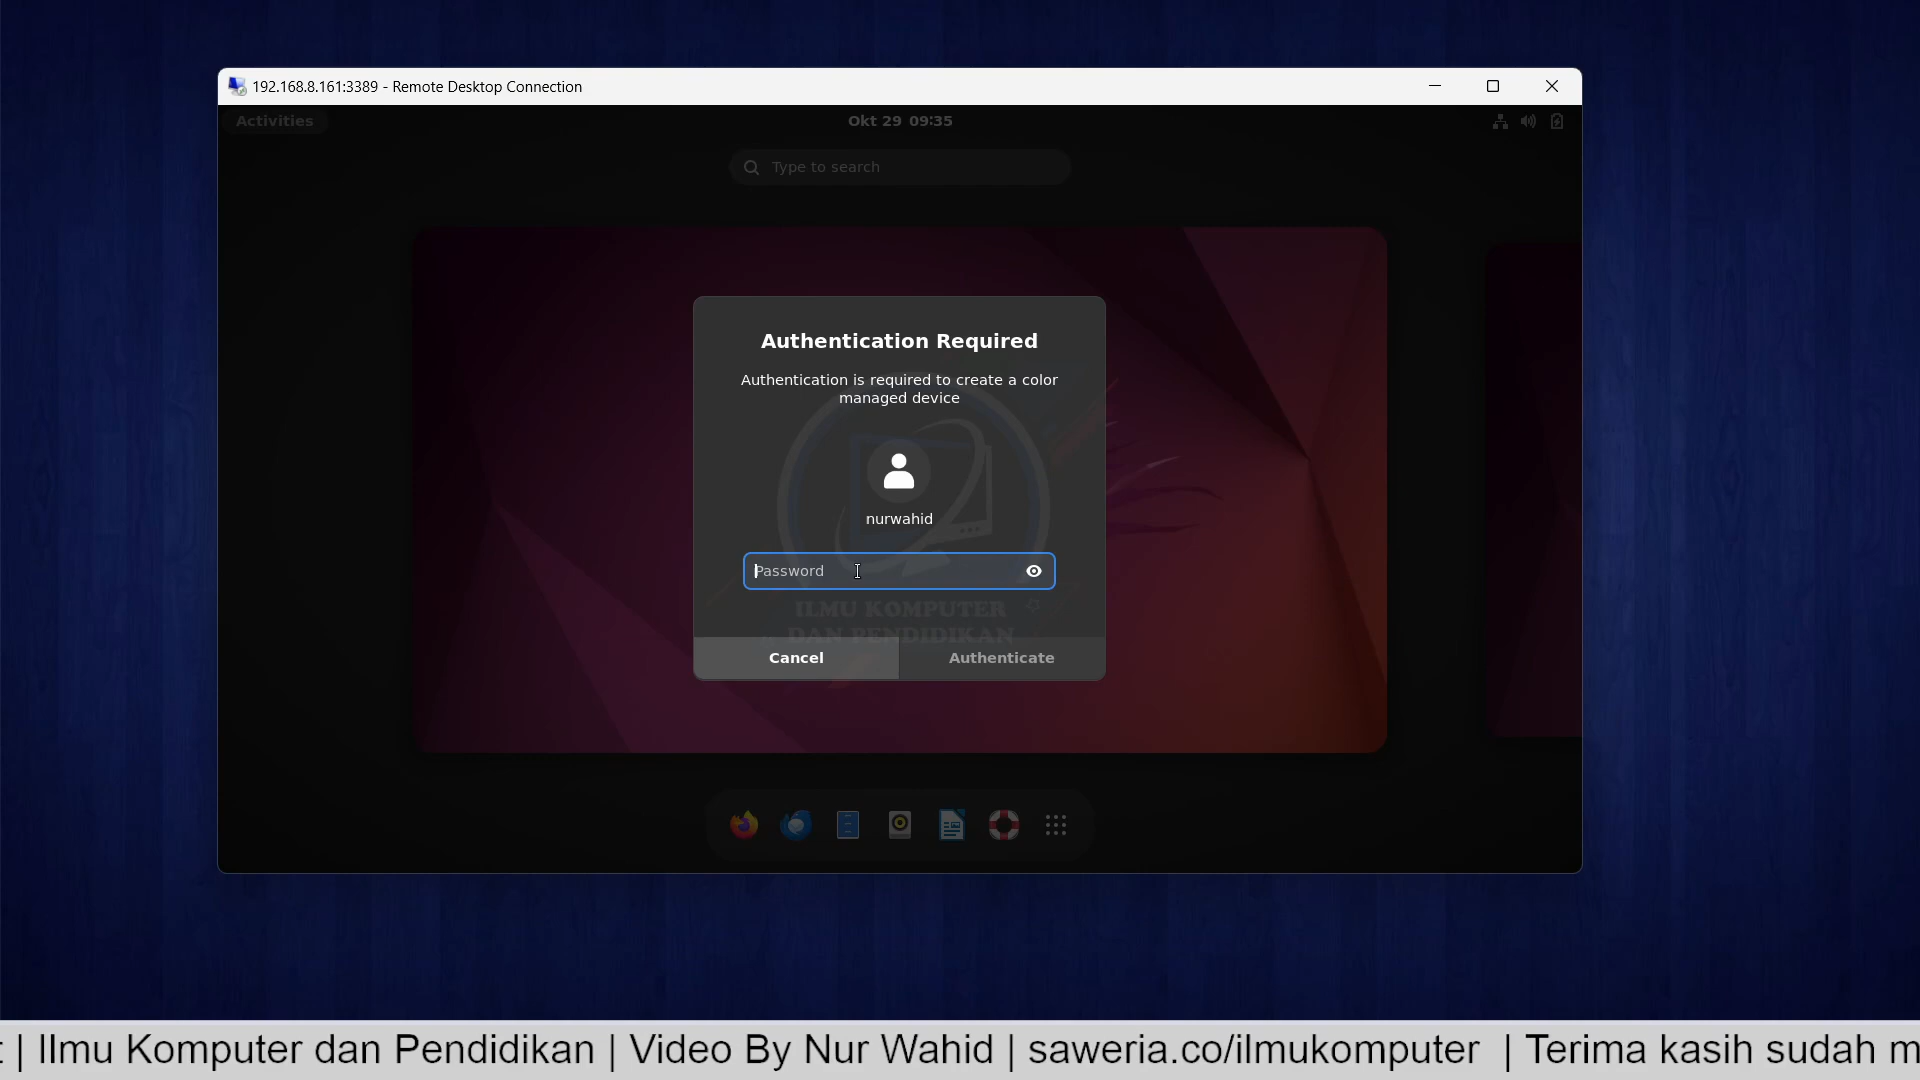 192.168.8.161:3389 - Remote Desktop Connection
Activities
Okt 29 09:35
Type to search
Authentication Required
Authentication is required to create a color
managed device
nurwahid
Password
ILMU KOMPUTER
DAN PENDIDIKAN
Cancel
Authenticate
| Ilmu Komputer dan Pendidikan | Video By Nur Wahid | saweria.co/ilmukomputer | Terima kasih sudah m